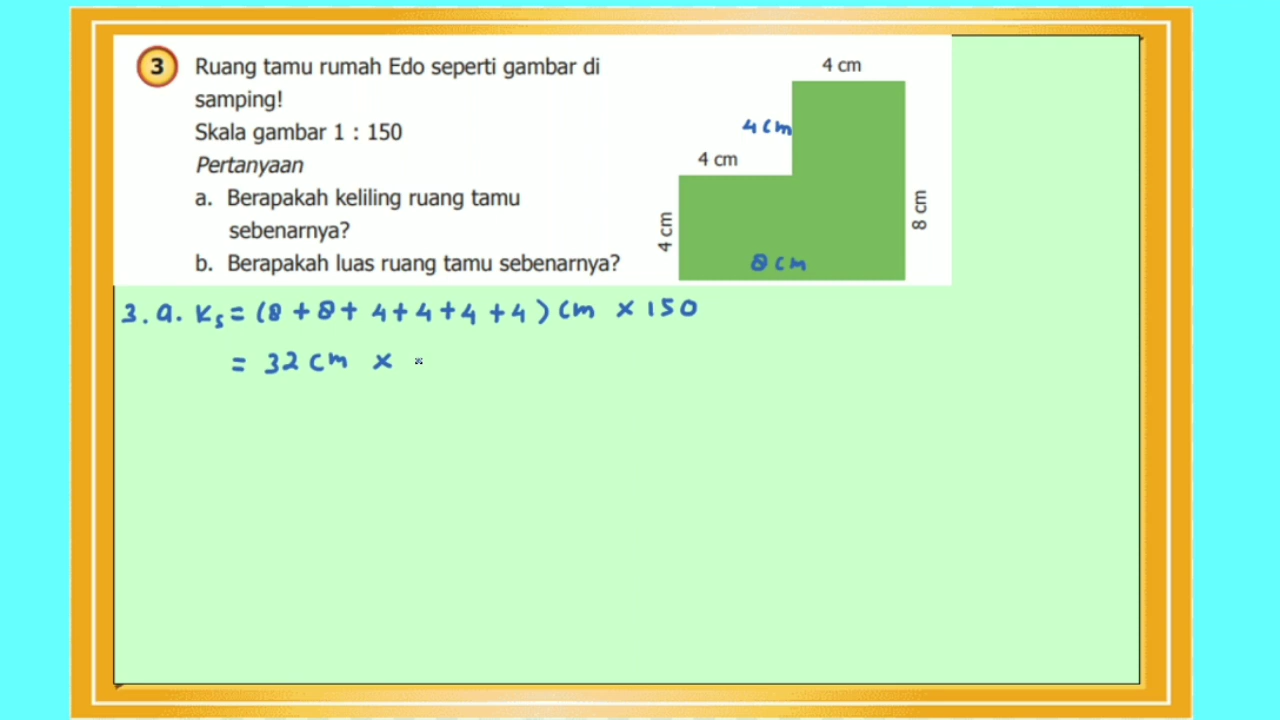 3 Ruang tamu rumah Edo seperti gambar di
samping!
Skala gambar 1 : 150
Pertanyaan
a. Berapakah keliling ruang tamu
sebenarnya?
b. Berapakah luas ruang tamu sebenarnya?
4 cm
4 cm
4 cm
4 cm
8 cm
8 cm
3. a. Ks = (8 + 8 + 4 + 4 + 4 + 4) cm × 150
= 32 cm ×